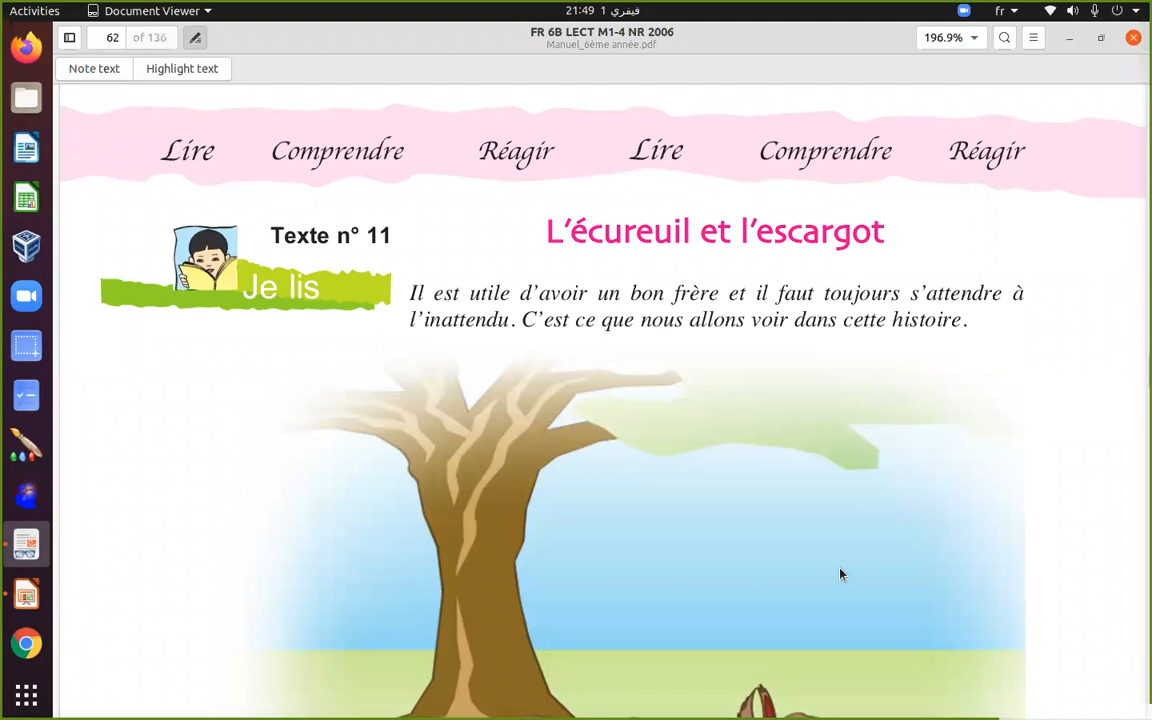 Activities Document Viewer 21:49 1 فيفري fr
62 of 136 FR 6B LECT M1-4 NR 2006 196.9%
Manuel_6ème année.pdf
Note text Highlight text
Lire Comprendre Réagir Lire Comprendre Réagir
Texte n° 11 L'écureuil et l'escargot
Je lis
Il est utile d'avoir un bon frère et il faut toujours s'attendre à
l'inattendu. C'est ce que nous allons voir dans cette histoire.